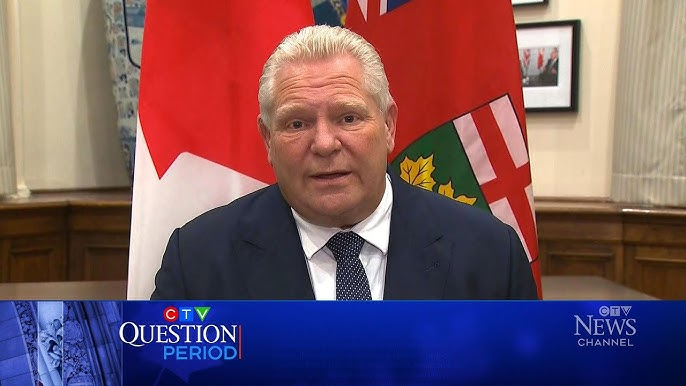 CTV
QUESTION
PERIOD
CTV
NEWS
CHANNEL